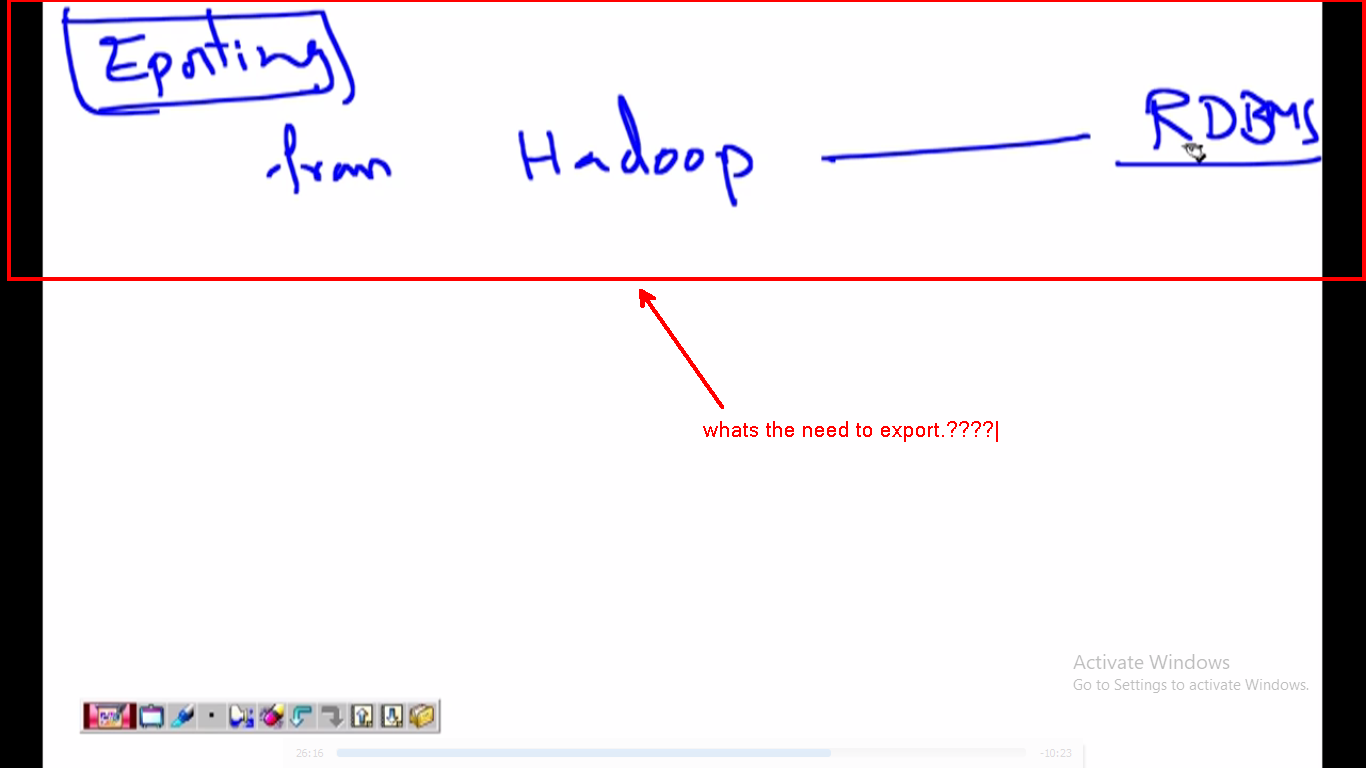 Eporting
from Hadoop RDBMS
whats the need to export.????
Activate Windows
Go to Settings to activate Windows.
26:16 -10:23